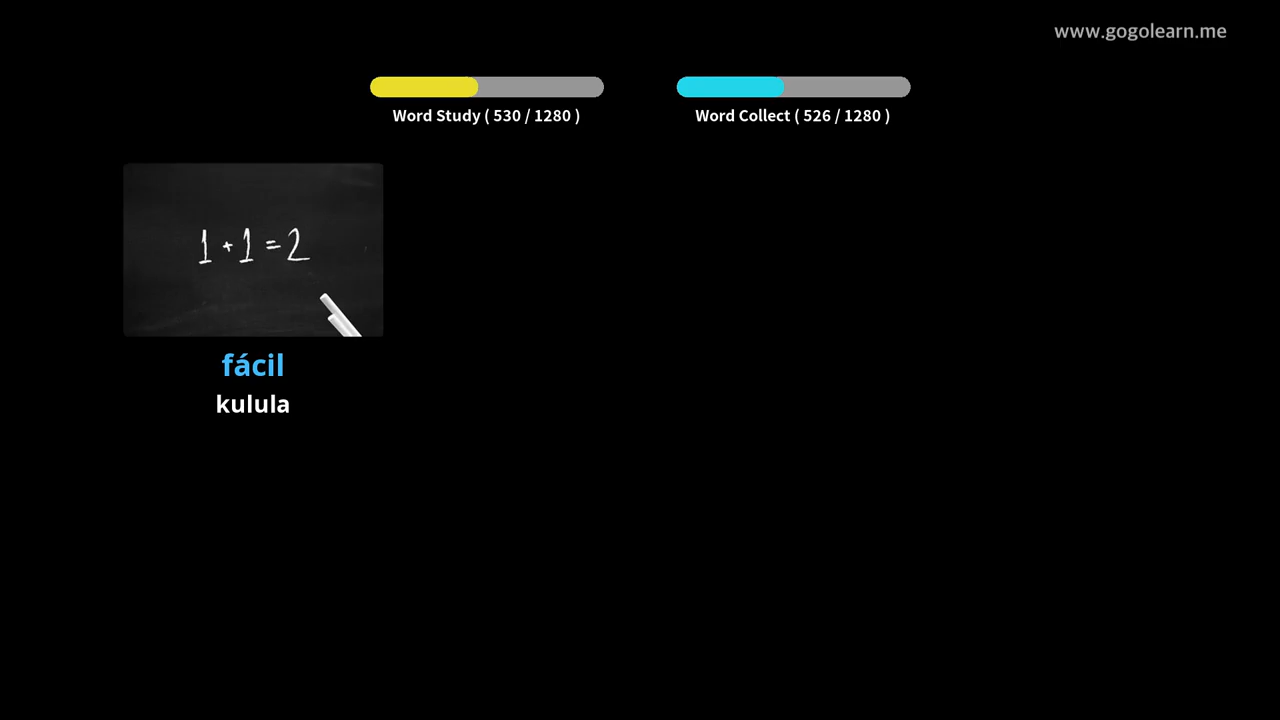 www.gogolearn.me
Word Study ( 530 / 1280 )
Word Collect ( 526 / 1280 )
1 + 1 = 2
fácil
kulula